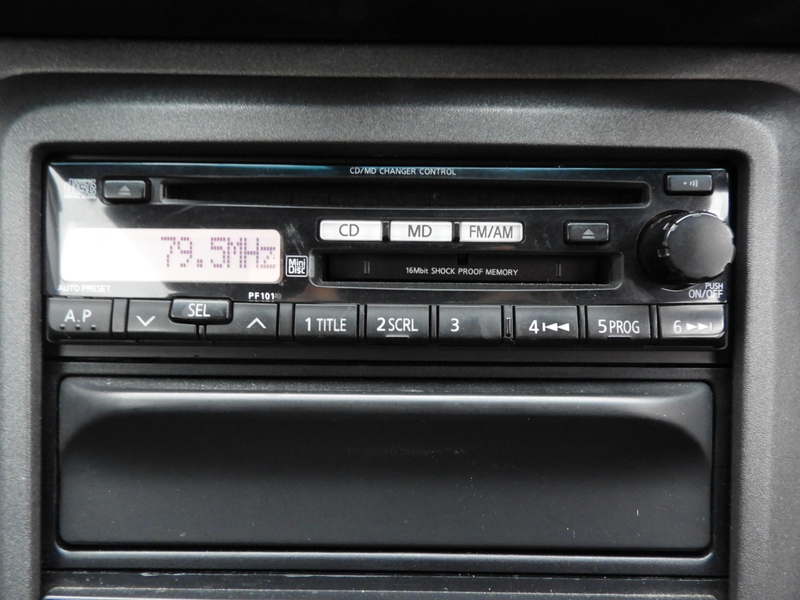 CD/MD CHANGER CONTROL
disc
CD MD FM/AM
79.5MHz
Mini Disc
16Mbit SHOCK PROOF MEMORY
PUSH
ON/OFF
AUTO PRESET
PF101
A.P SEL 1 TITLE 2 SCRL 3 4 5 PROG 6